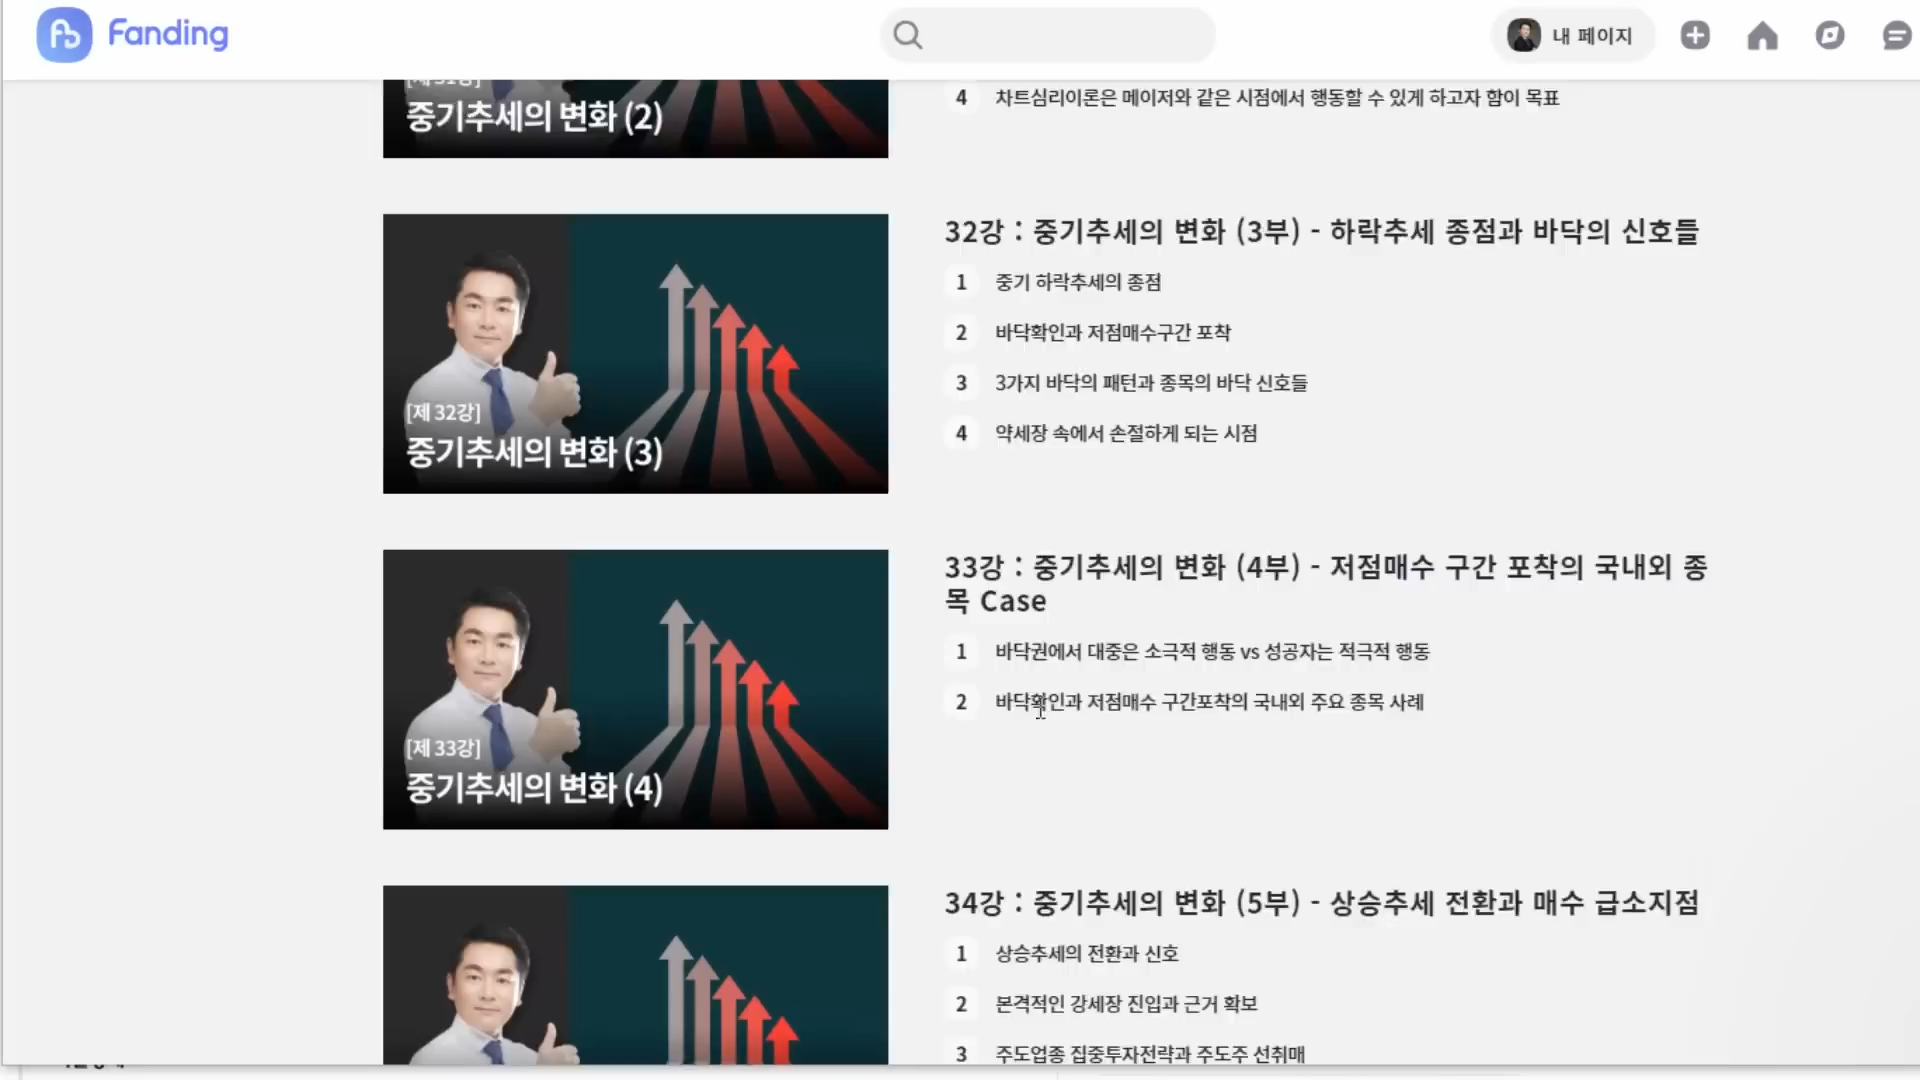 Fanding
내 페이지
중기추세의 변화 (2)
4 차트심리이론은 메이저와 같은 시점에서 행동할 수 있게 하고자 함이 목표
[제 32강]
중기추세의 변화 (3)
32강 : 중기추세의 변화 (3부) - 하락추세 종점과 바닥의 신호들
1 중기 하락추세의 종점
2 바닥확인과 저점매수구간 포착
3 3가지 바닥의 패턴과 종목의 바닥 신호들
4 약세장 속에서 손절하게 되는 시점
[제 33강]
중기추세의 변화 (4)
33강 : 중기추세의 변화 (4부) - 저점매수 구간 포착의 국내외 종
목 Case
1 바닥권에서 대중은 소극적 행동 vs 성공자는 적극적 행동
2 바닥확인과 저점매수 구간포착의 국내외 주요 종목 사례
34강 : 중기추세의 변화 (5부) - 상승추세 전환과 매수 급소지점
1 상승추세의 전환과 신호
2 본격적인 강세장 진입과 근거 확보
3 주도업종 집중투자전략과 주도주 선취매